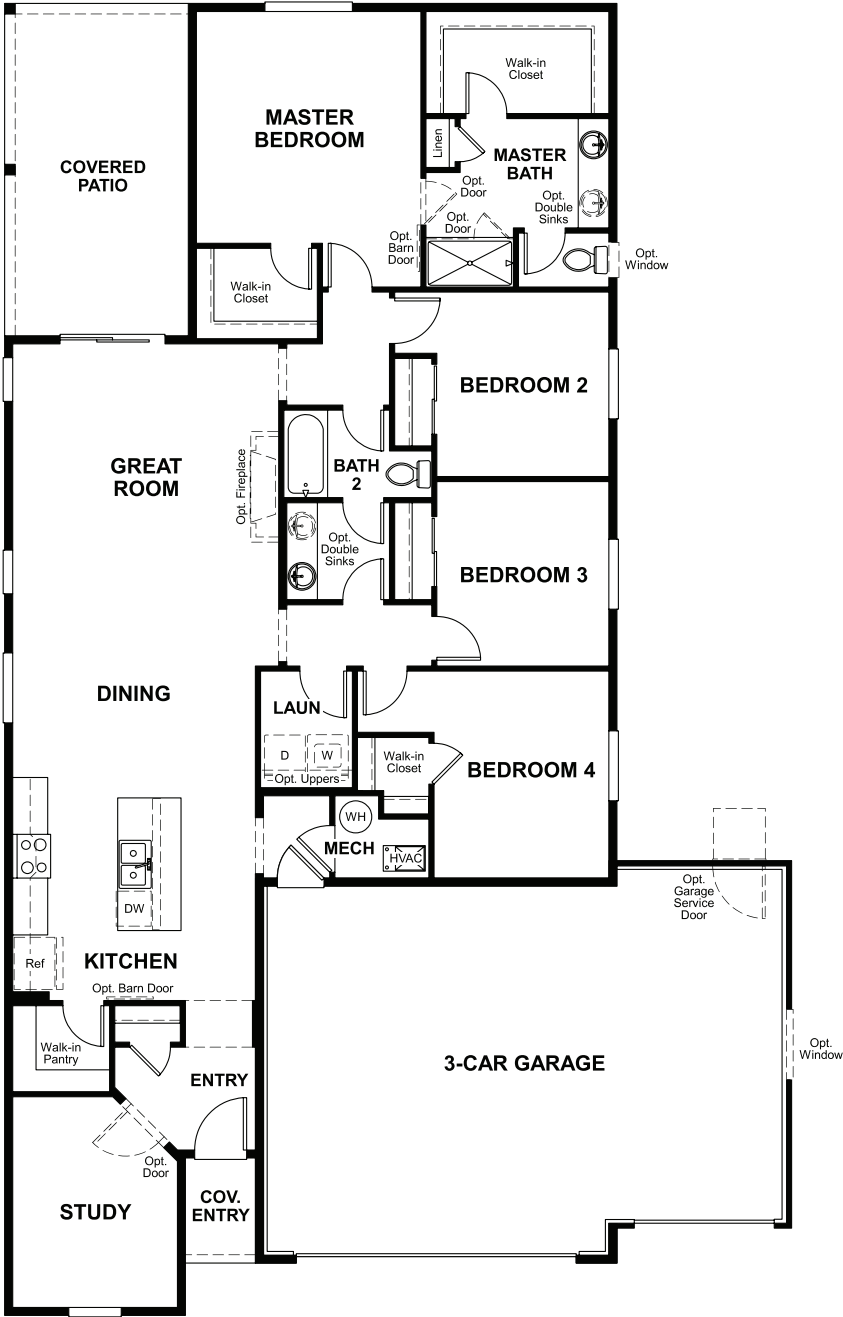 Walk-in
Closet
MASTER
BEDROOM
Linen
MASTER
BATH
COVERED
PATIO
Opt.
Door
Opt.
Double
Sinks
Opt.
Door
Opt.
Barn
Door
Opt.
Window
Walk-in
Closet
BEDROOM 2
GREAT
ROOM
Opt. Fireplace
BATH
2
Opt.
Double
Sinks
BEDROOM 3
DINING
LAUN
D
W
Opt. Uppers
Walk-in
Closet
BEDROOM 4
WH
MECH
HVAC
DW
Opt.
Garage
Service
Door
Ref
KITCHEN
Opt. Barn Door
Walk-in
Pantry
ENTRY
3-CAR GARAGE
Opt.
Window
Opt.
Door
STUDY
COV.
ENTRY